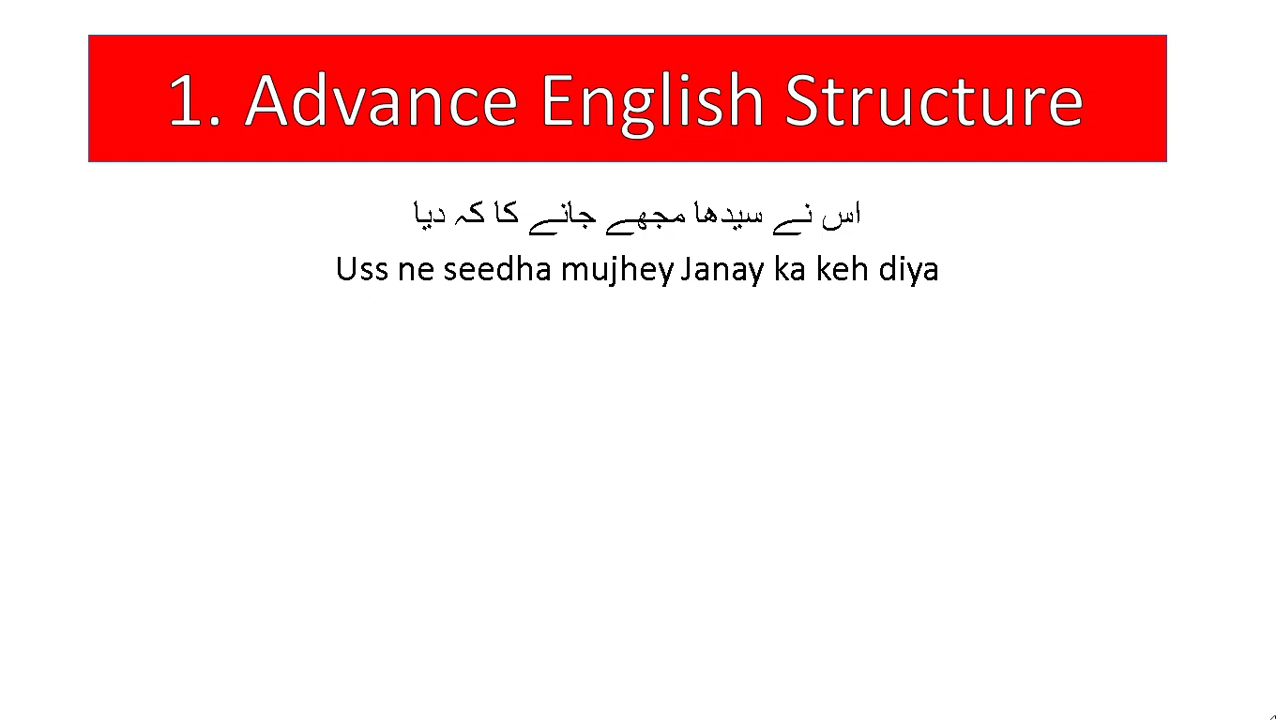 1. Advance English Structure
اس نے سیدھا مجھے جانے کا کہ دیا
Uss ne seedha mujhey Janay ka keh diya